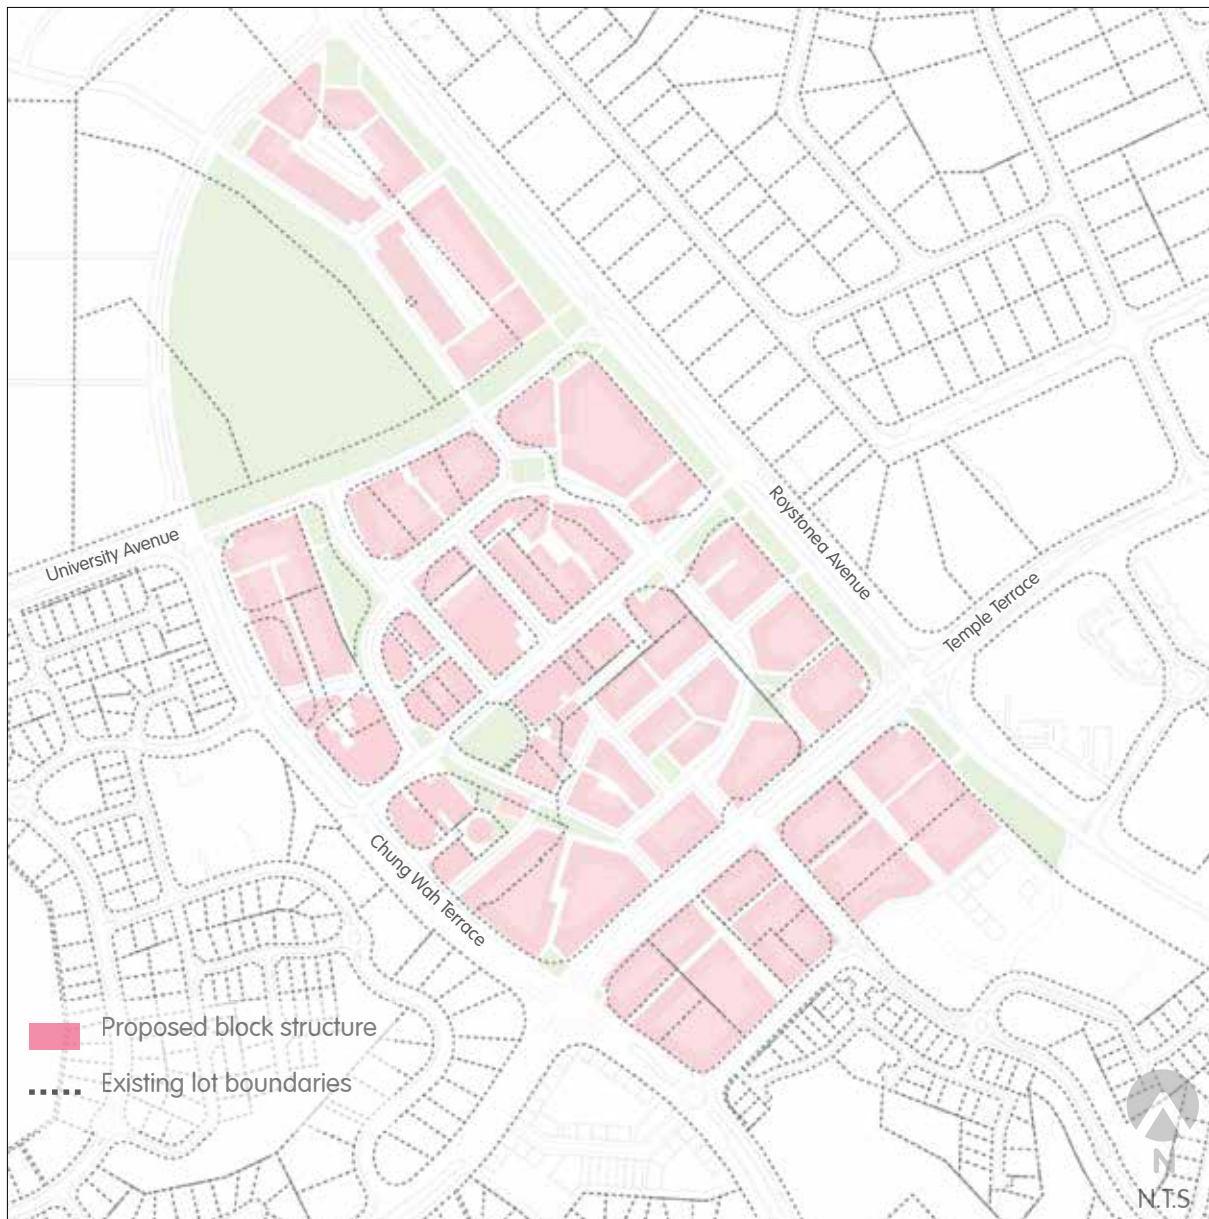 University Avenue
Roystonea Avenue
Temple Terrace
Chung Wah Terrace
Proposed block structure
Existing lot boundaries
N
N.T.S